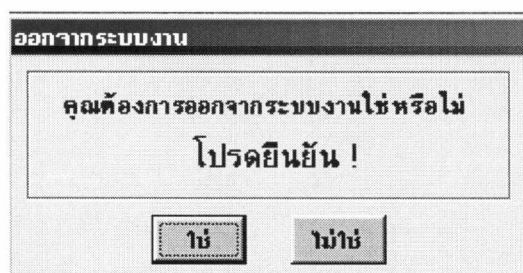 ออกจากระบบงาน
คุณต้องการออกจากระบบงานใช่หรือไม่
โปรดยืนยัน !
ใช่ ไม่ใช่